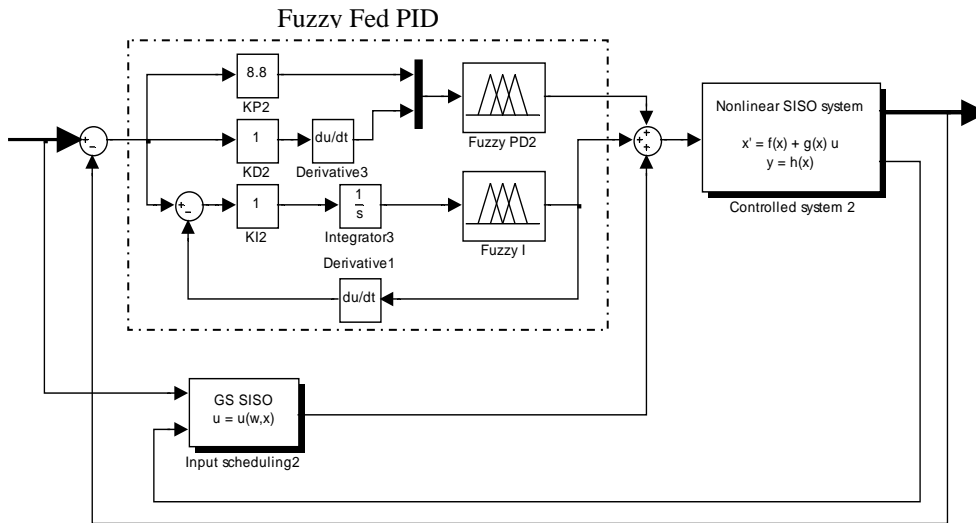 Fuzzy Fed PID
8.8
KP2
1
KD2
du/dt
Derivative3
Fuzzy PD2
+
-
+
-
1
KI2
1
s
Integrator3
Fuzzy I
Derivative1
du/dt
+
+
+
Nonlinear SISO system
x' = f(x) + g(x) u
y = h(x)
Controlled system 2
GS SISO
u = u(w,x)
Input scheduling2